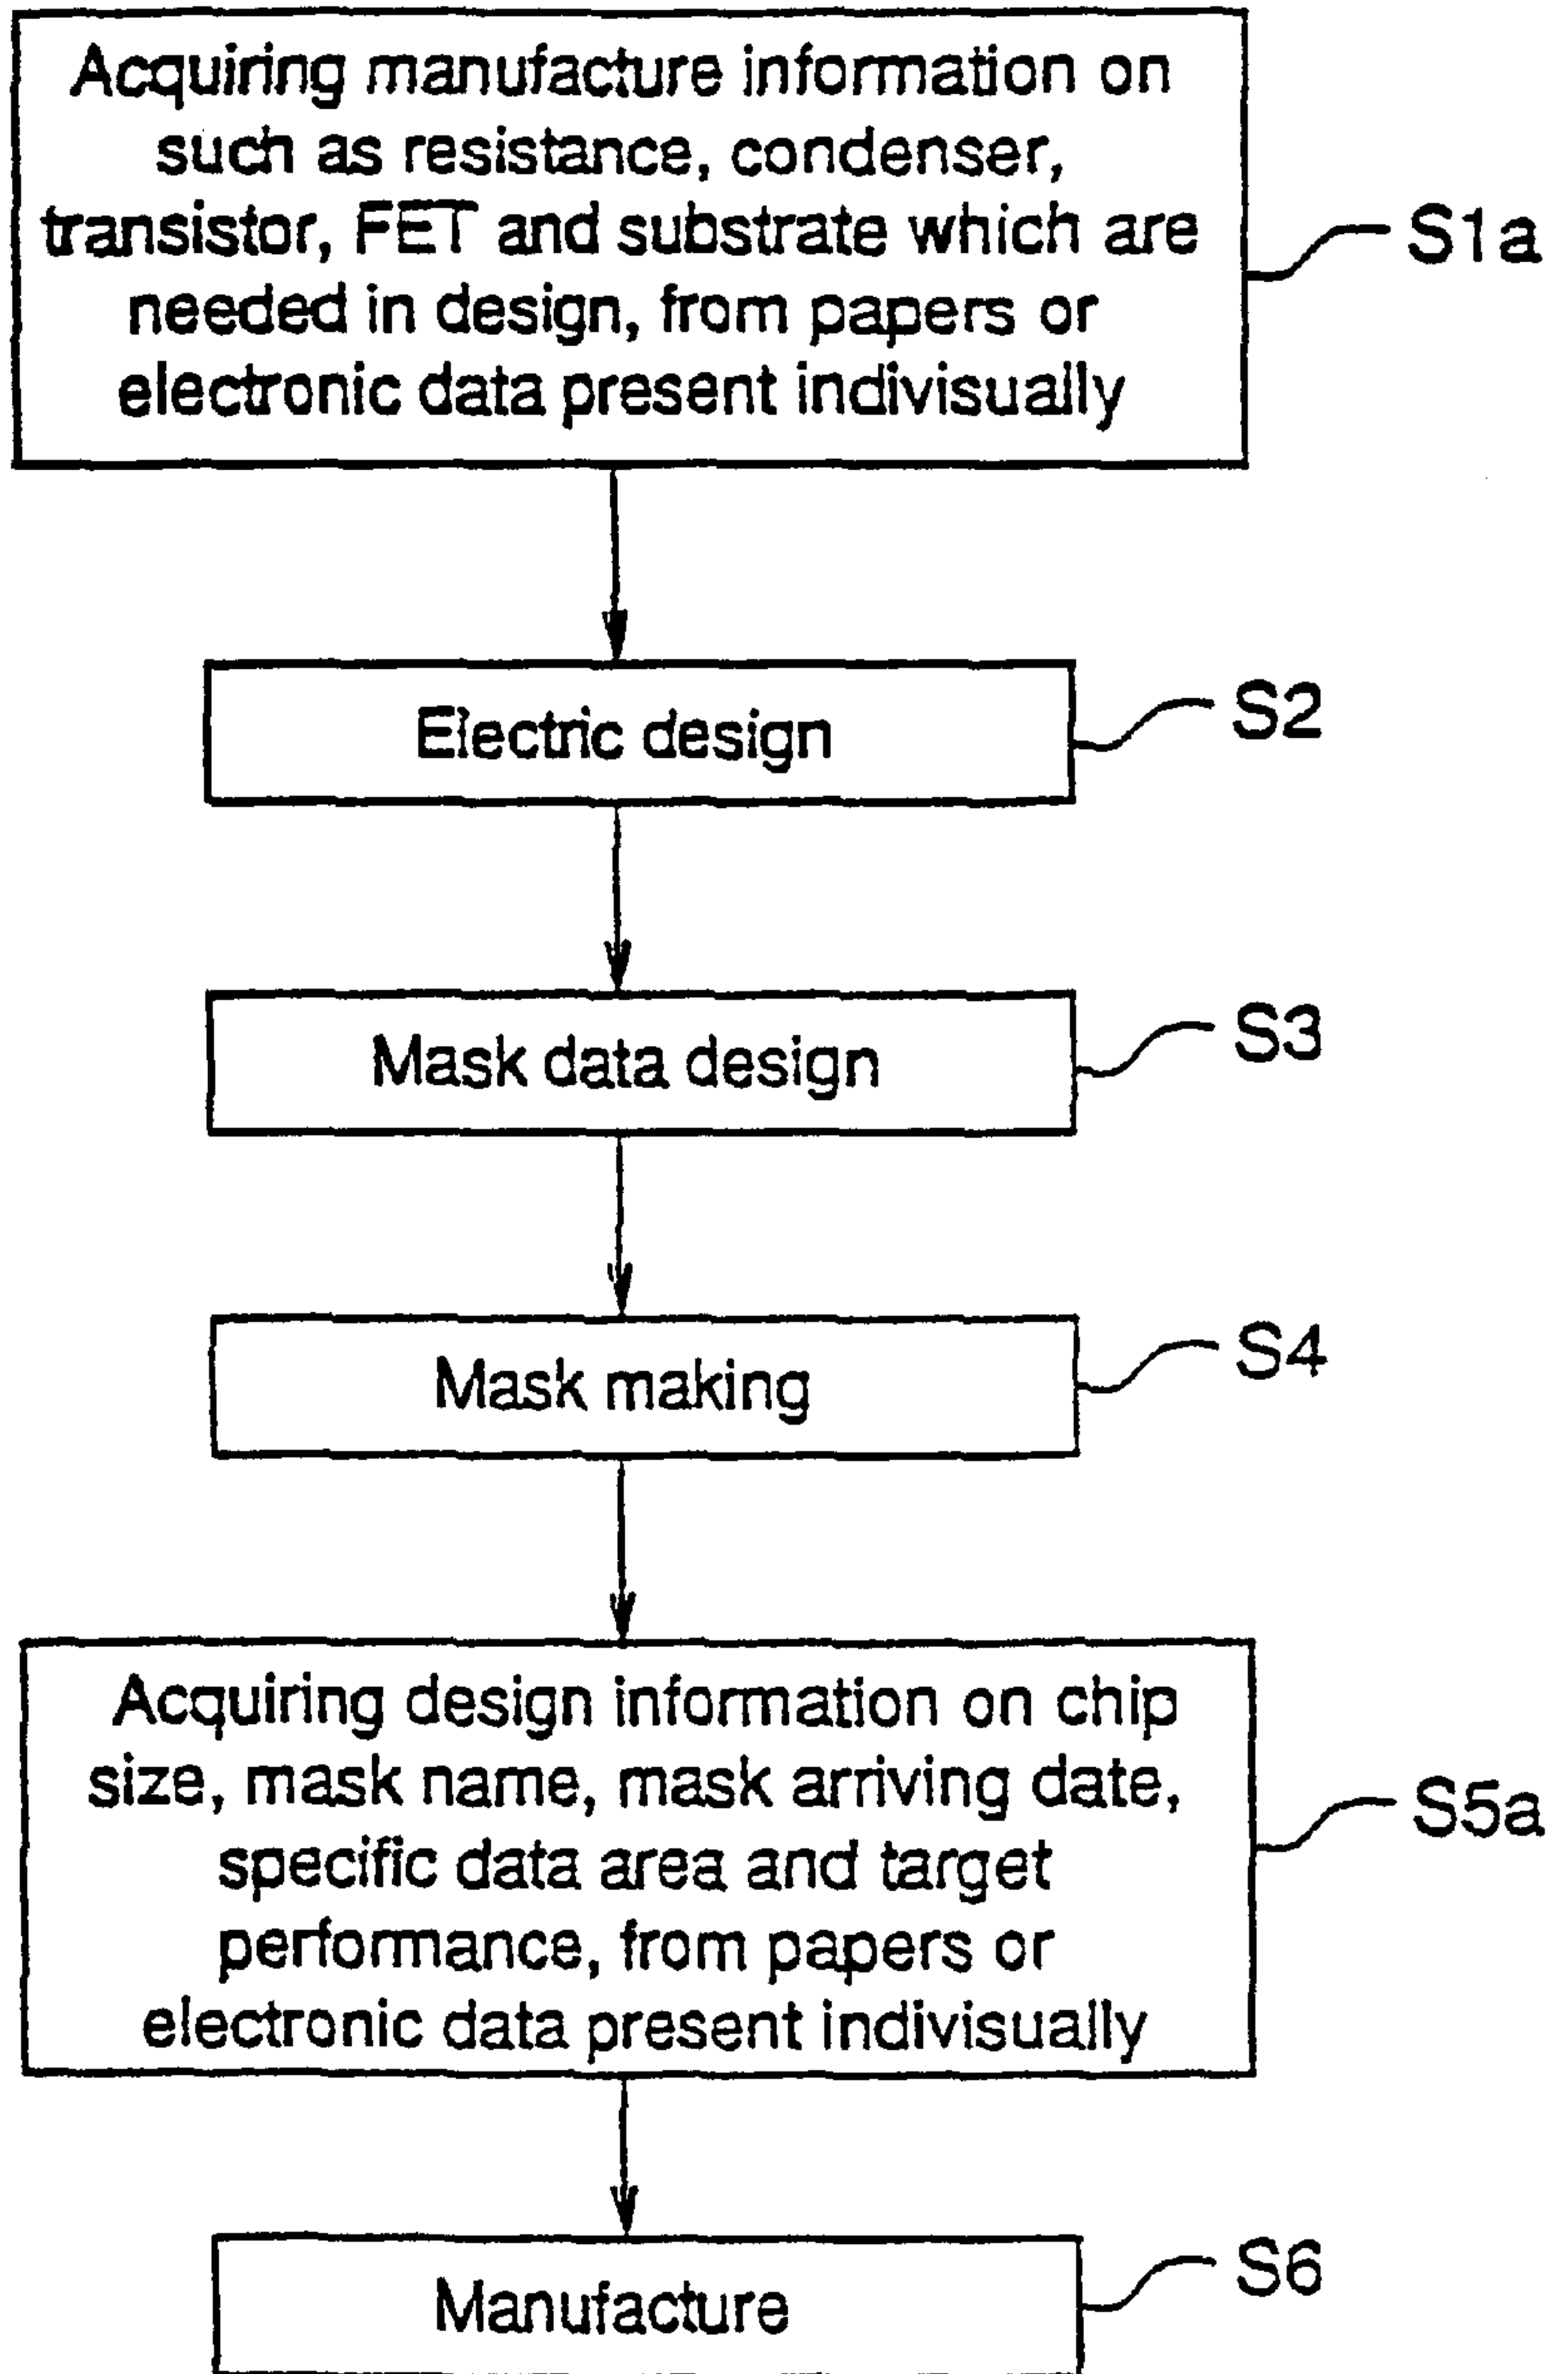 Acquiring manufacture information on
such as resistance, condenser,
transistor, FET and substrate which are
needed in design, from papers or
electronic data present indivisually
S1a
Electric design
S2
Mask data design
S3
Mask making
S4
Acquiring design information on chip
size, mask name, mask arriving date,
specific data area and target
performance, from papers or
electronic data present indivisually
S5a
Manufacture
S6